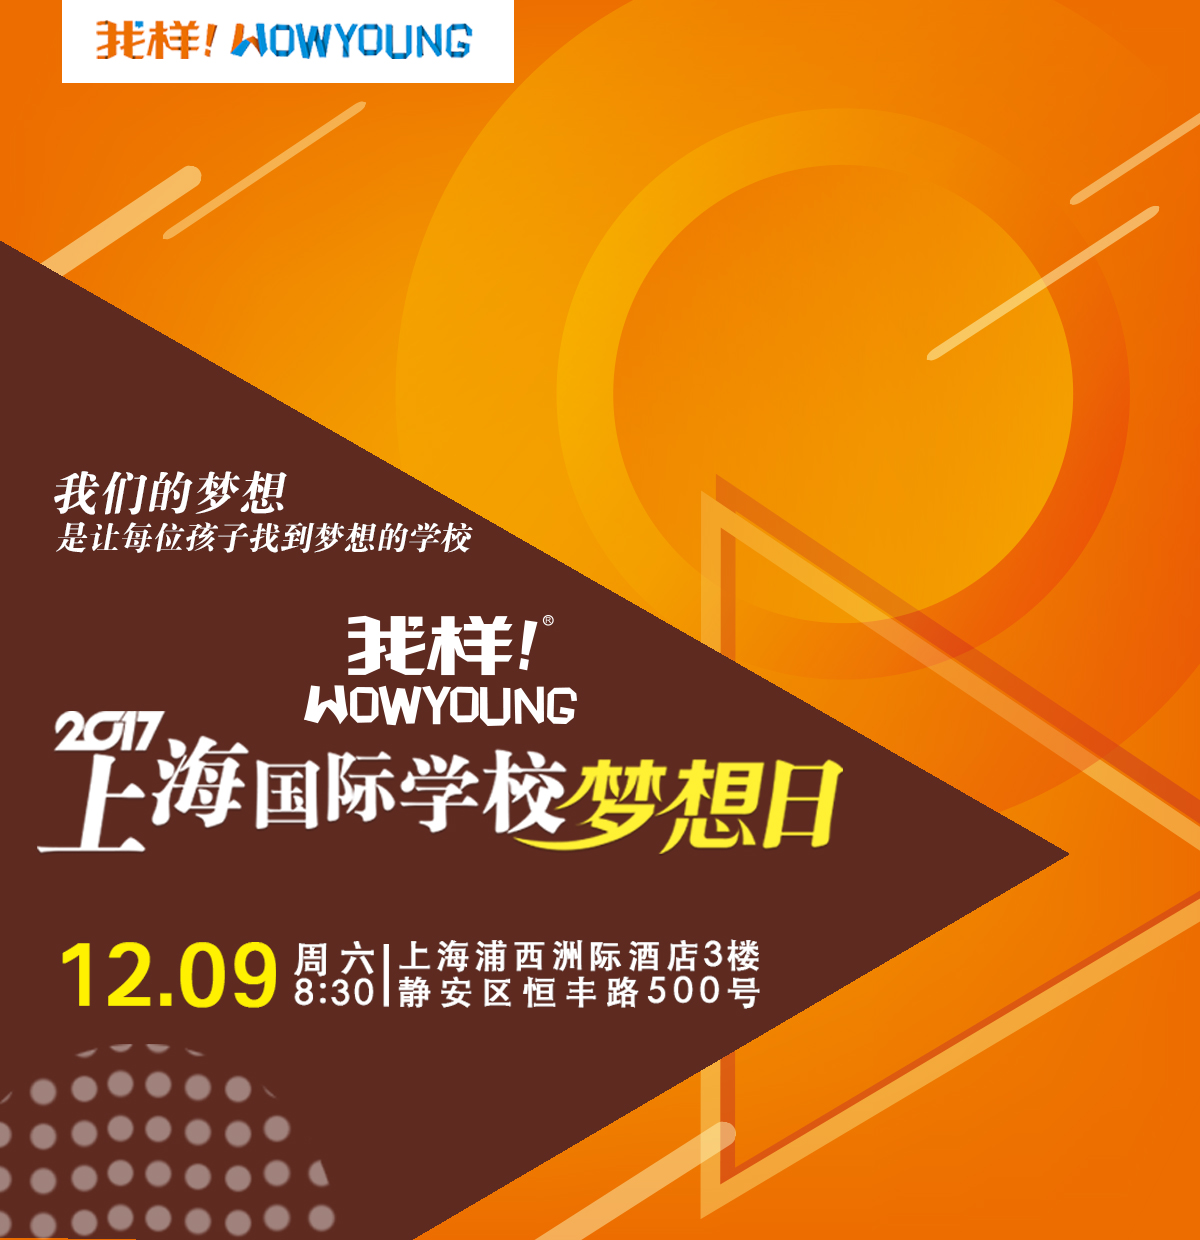 我样! WOWYOUNG
我们的梦想
是让每位孩子找到梦想的学校
我样!®
WOWYOUNG
2017
上海国际学校梦想日
12.09 周六 8:30
上海浦西洲际酒店3楼
静安区恒丰路500号